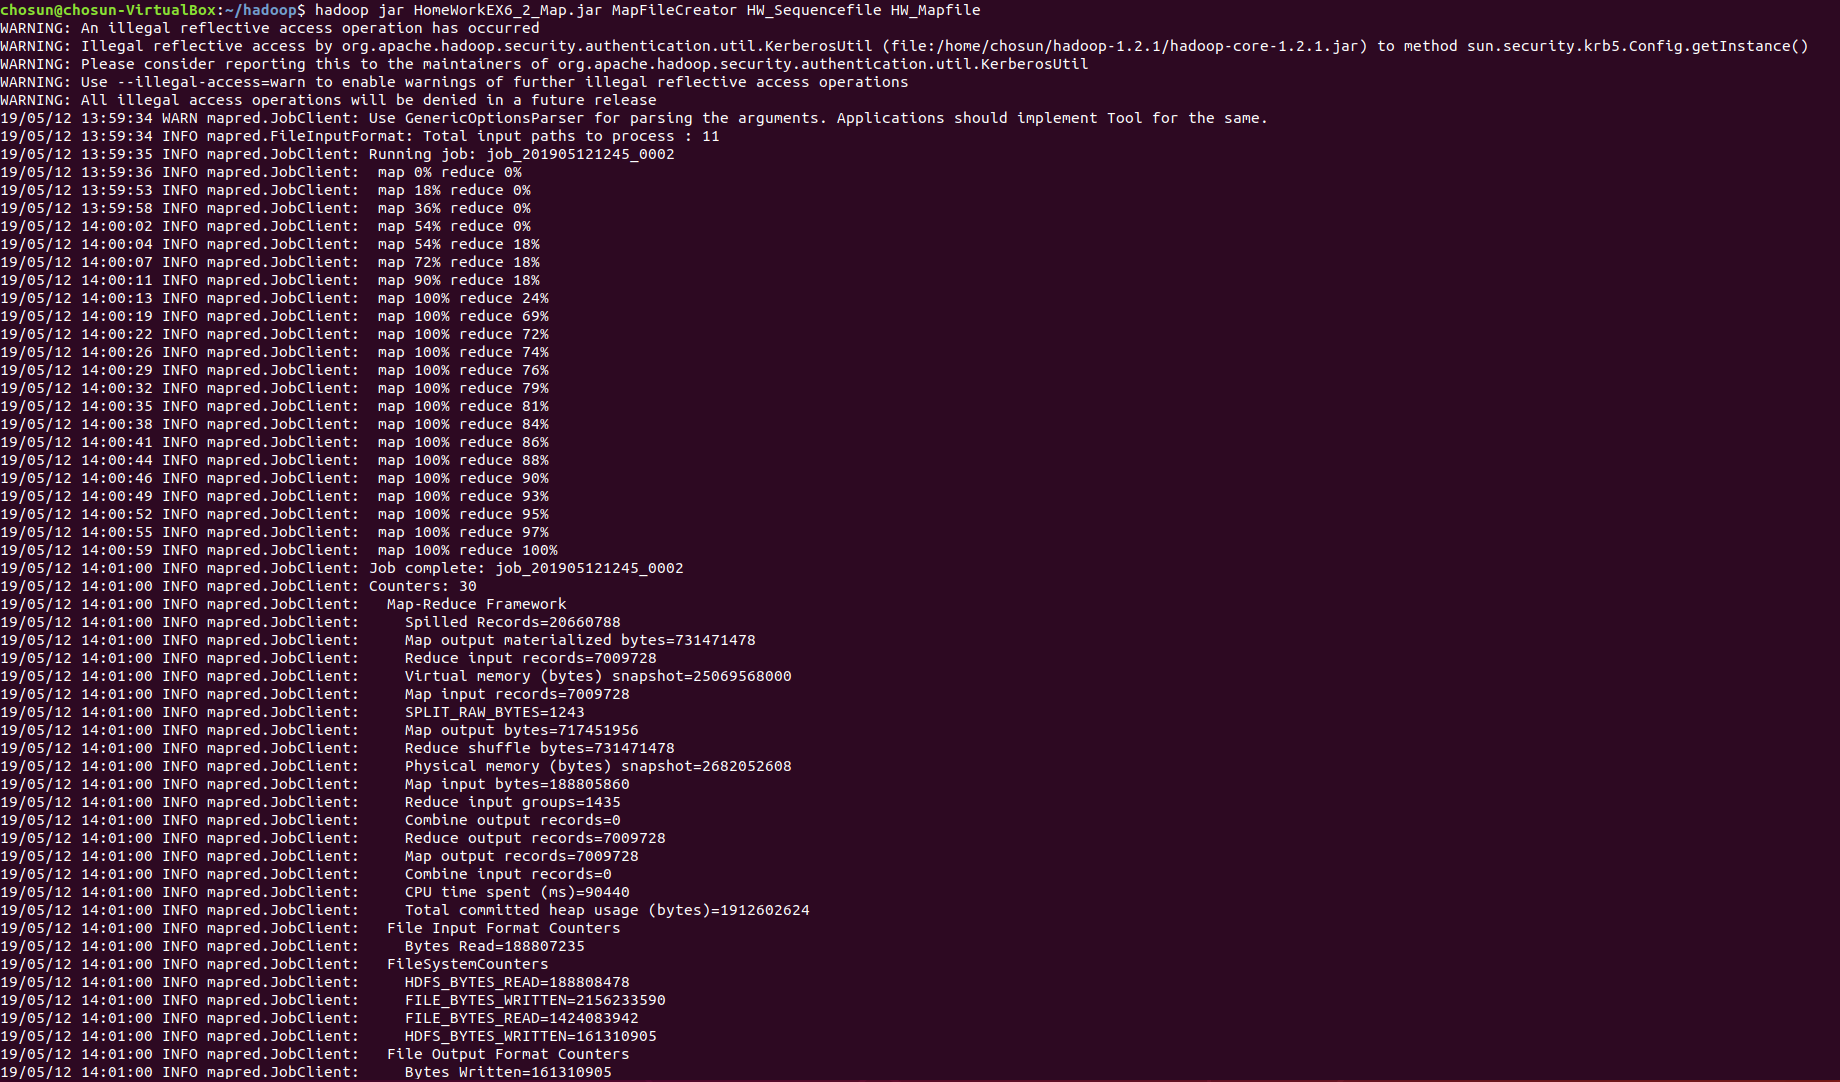 chosun@chosun-VirtualBox:~/hadoop$ hadoop jar HomeWorkEX6_2_Map.jar MapFileCreator HW_Sequencefile HW_Mapfile
WARNING: An illegal reflective access operation has occurred
WARNING: Illegal reflective access by org.apache.hadoop.security.authentication.util.KerberosUtil (file:/home/chosun/hadoop-1.2.1/hadoop-core-1.2.1.jar) to method sun.security.krb5.Config.getInstance()
WARNING: Please consider reporting this to the maintainers of org.apache.hadoop.security.authentication.util.KerberosUtil
WARNING: Use --illegal-access=warn to enable warnings of further illegal reflective access operations
WARNING: All illegal access operations will be denied in a future release
19/05/12 13:59:34 WARN mapred.JobClient: Use GenericOptionsParser for parsing the arguments. Applications should implement Tool for the same.
19/05/12 13:59:34 INFO mapred.FileInputFormat: Total input paths to process : 11
19/05/12 13:59:35 INFO mapred.JobClient: Running job: job_201905121245_0002
19/05/12 13:59:36 INFO mapred.JobClient:  map 0% reduce 0%
19/05/12 13:59:53 INFO mapred.JobClient:  map 18% reduce 0%
19/05/12 13:59:58 INFO mapred.JobClient:  map 36% reduce 0%
19/05/12 14:00:02 INFO mapred.JobClient:  map 54% reduce 0%
19/05/12 14:00:04 INFO mapred.JobClient:  map 54% reduce 18%
19/05/12 14:00:07 INFO mapred.JobClient:  map 72% reduce 18%
19/05/12 14:00:11 INFO mapred.JobClient:  map 90% reduce 18%
19/05/12 14:00:13 INFO mapred.JobClient:  map 100% reduce 24%
19/05/12 14:00:19 INFO mapred.JobClient:  map 100% reduce 69%
19/05/12 14:00:22 INFO mapred.JobClient:  map 100% reduce 72%
19/05/12 14:00:26 INFO mapred.JobClient:  map 100% reduce 74%
19/05/12 14:00:29 INFO mapred.JobClient:  map 100% reduce 76%
19/05/12 14:00:32 INFO mapred.JobClient:  map 100% reduce 79%
19/05/12 14:00:35 INFO mapred.JobClient:  map 100% reduce 81%
19/05/12 14:00:38 INFO mapred.JobClient:  map 100% reduce 84%
19/05/12 14:00:41 INFO mapred.JobClient:  map 100% reduce 86%
19/05/12 14:00:44 INFO mapred.JobClient:  map 100% reduce 88%
19/05/12 14:00:46 INFO mapred.JobClient:  map 100% reduce 90%
19/05/12 14:00:49 INFO mapred.JobClient:  map 100% reduce 93%
19/05/12 14:00:52 INFO mapred.JobClient:  map 100% reduce 95%
19/05/12 14:00:55 INFO mapred.JobClient:  map 100% reduce 97%
19/05/12 14:00:59 INFO mapred.JobClient:  map 100% reduce 100%
19/05/12 14:01:00 INFO mapred.JobClient: Job complete: job_201905121245_0002
19/05/12 14:01:00 INFO mapred.JobClient: Counters: 30
19/05/12 14:01:00 INFO mapred.JobClient:   Map-Reduce Framework
19/05/12 14:01:00 INFO mapred.JobClient:     Spilled Records=20660788
19/05/12 14:01:00 INFO mapred.JobClient:     Map output materialized bytes=731471478
19/05/12 14:01:00 INFO mapred.JobClient:     Reduce input records=7009728
19/05/12 14:01:00 INFO mapred.JobClient:     Virtual memory (bytes) snapshot=25069568000
19/05/12 14:01:00 INFO mapred.JobClient:     Map input records=7009728
19/05/12 14:01:00 INFO mapred.JobClient:     SPLIT_RAW_BYTES=1243
19/05/12 14:01:00 INFO mapred.JobClient:     Map output bytes=717451956
19/05/12 14:01:00 INFO mapred.JobClient:     Reduce shuffle bytes=731471478
19/05/12 14:01:00 INFO mapred.JobClient:     Physical memory (bytes) snapshot=2682052608
19/05/12 14:01:00 INFO mapred.JobClient:     Map input bytes=188805860
19/05/12 14:01:00 INFO mapred.JobClient:     Reduce input groups=1435
19/05/12 14:01:00 INFO mapred.JobClient:     Combine output records=0
19/05/12 14:01:00 INFO mapred.JobClient:     Reduce output records=7009728
19/05/12 14:01:00 INFO mapred.JobClient:     Map output records=7009728
19/05/12 14:01:00 INFO mapred.JobClient:     Combine input records=0
19/05/12 14:01:00 INFO mapred.JobClient:     CPU time spent (ms)=90440
19/05/12 14:01:00 INFO mapred.JobClient:     Total committed heap usage (bytes)=1912602624
19/05/12 14:01:00 INFO mapred.JobClient:   File Input Format Counters
19/05/12 14:01:00 INFO mapred.JobClient:     Bytes Read=188807235
19/05/12 14:01:00 INFO mapred.JobClient:   FileSystemCounters
19/05/12 14:01:00 INFO mapred.JobClient:     HDFS_BYTES_READ=188808478
19/05/12 14:01:00 INFO mapred.JobClient:     FILE_BYTES_WRITTEN=2156233590
19/05/12 14:01:00 INFO mapred.JobClient:     FILE_BYTES_READ=1424083942
19/05/12 14:01:00 INFO mapred.JobClient:     HDFS_BYTES_WRITTEN=161310905
19/05/12 14:01:00 INFO mapred.JobClient:   File Output Format Counters
19/05/12 14:01:00 INFO mapred.JobClient:     Bytes Written=161310905